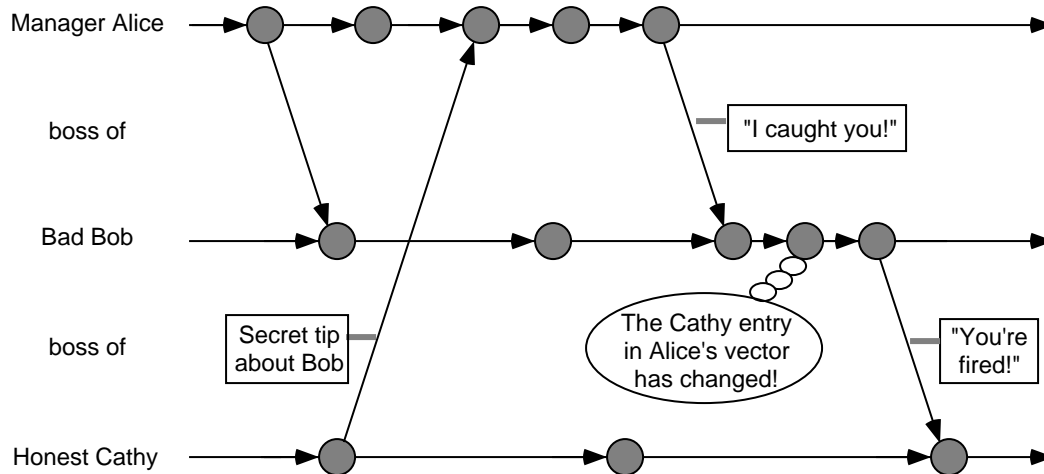 Manager Alice
boss of
"I caught you!"
Bad Bob
Secret tip
about Bob
boss of
The Cathy entry
in Alice's vector
has changed!
"You're
fired!"
Honest Cathy